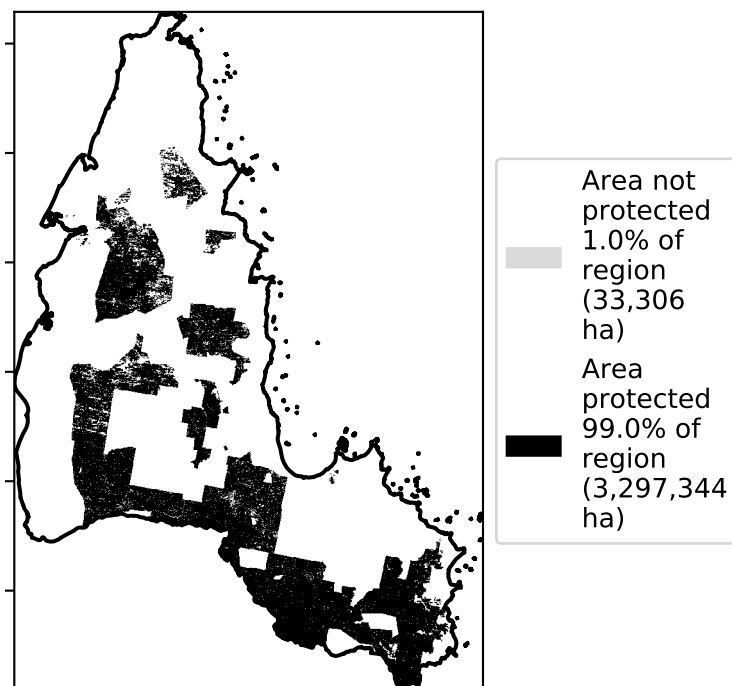 Area not
protected
1.0% of
region
(33,306
ha)
Area
protected
99.0% of
region
(3,297,344
ha)